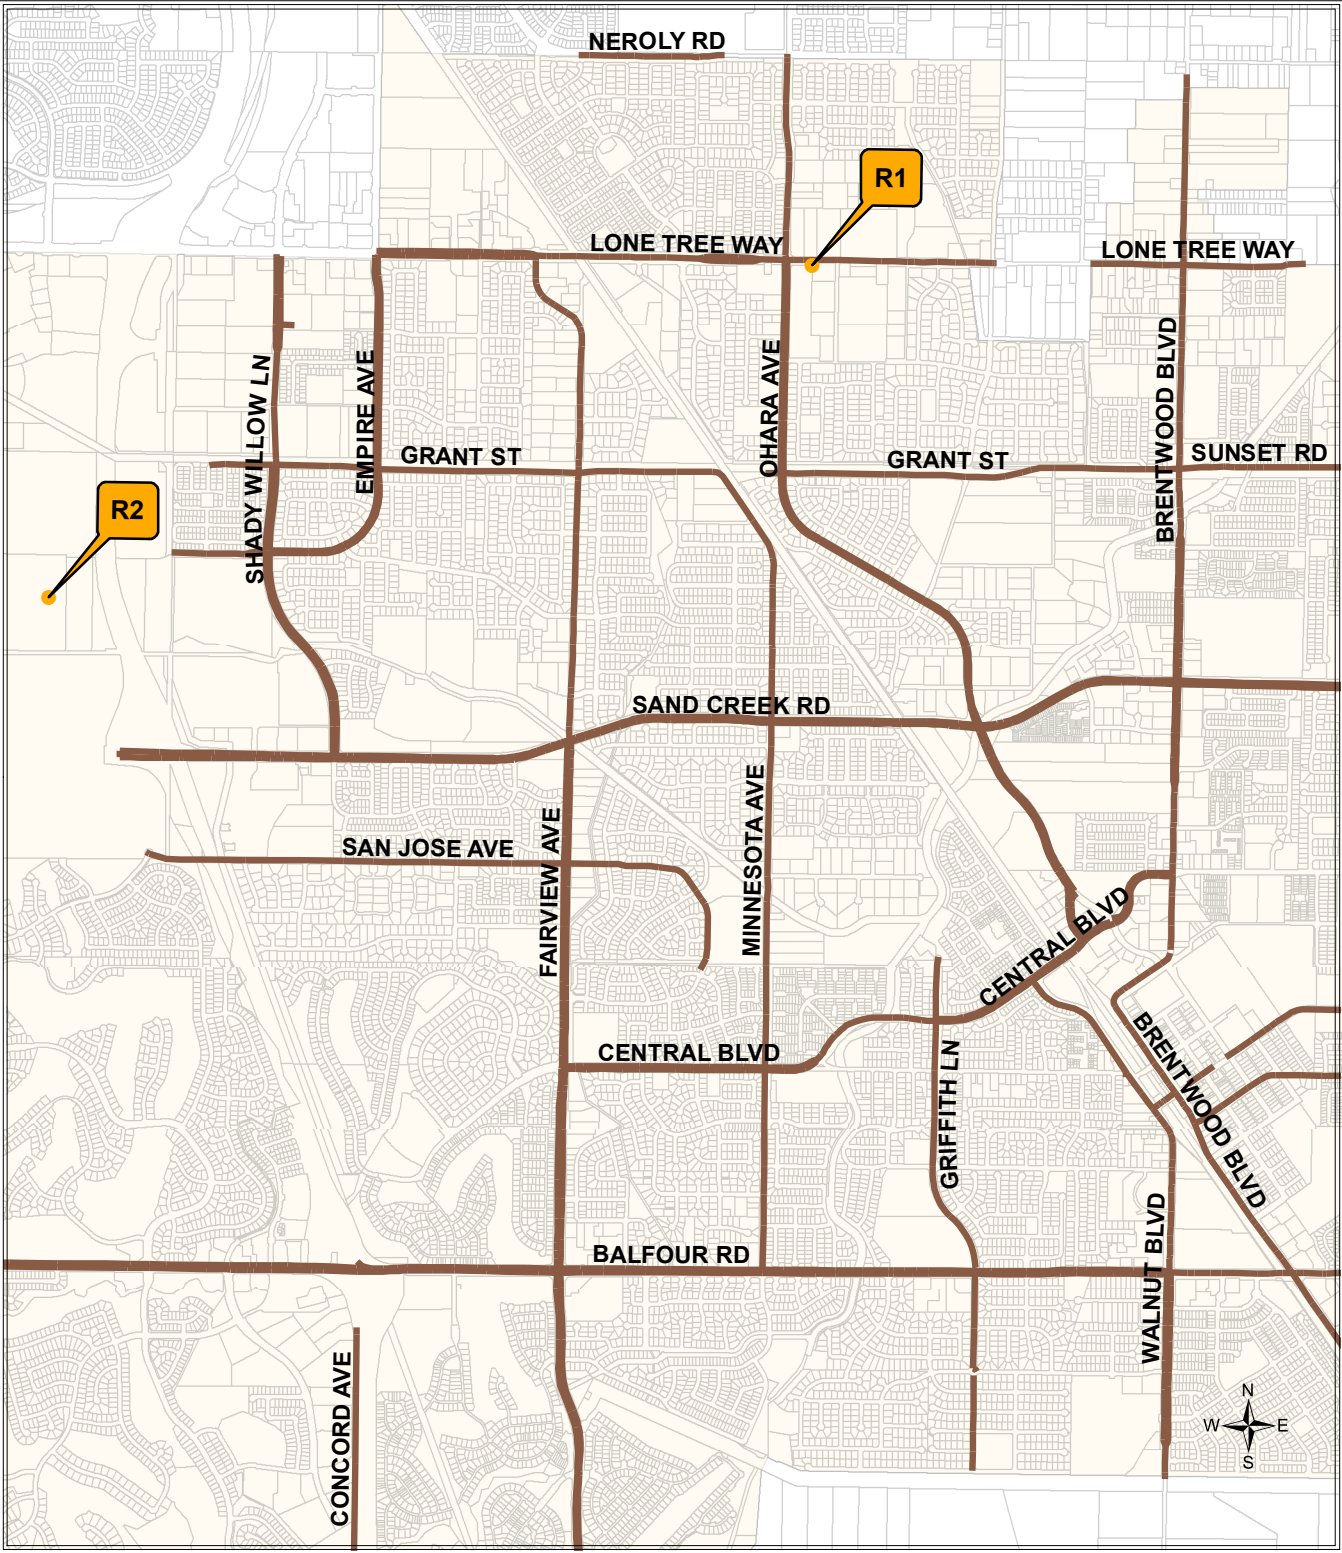 NEROLY RD
R1
LONE TREE WAY
LONE TREE WAY
SHADY WILLOW LN
EMPIRE AVE
OHARA AVE
BRENTWOOD BLVD
GRANT ST
GRANT ST
SUNSET RD
R2
SAND CREEK RD
SAN JOSE AVE
FAIRVIEW AVE
MINNESOTA AVE
CENTRAL BLVD
CENTRAL BLVD
BRENTWOOD BLVD
GRIFFITH LN
BALFOUR RD
WALNUT BLVD
CONCORD AVE
N
W E
S